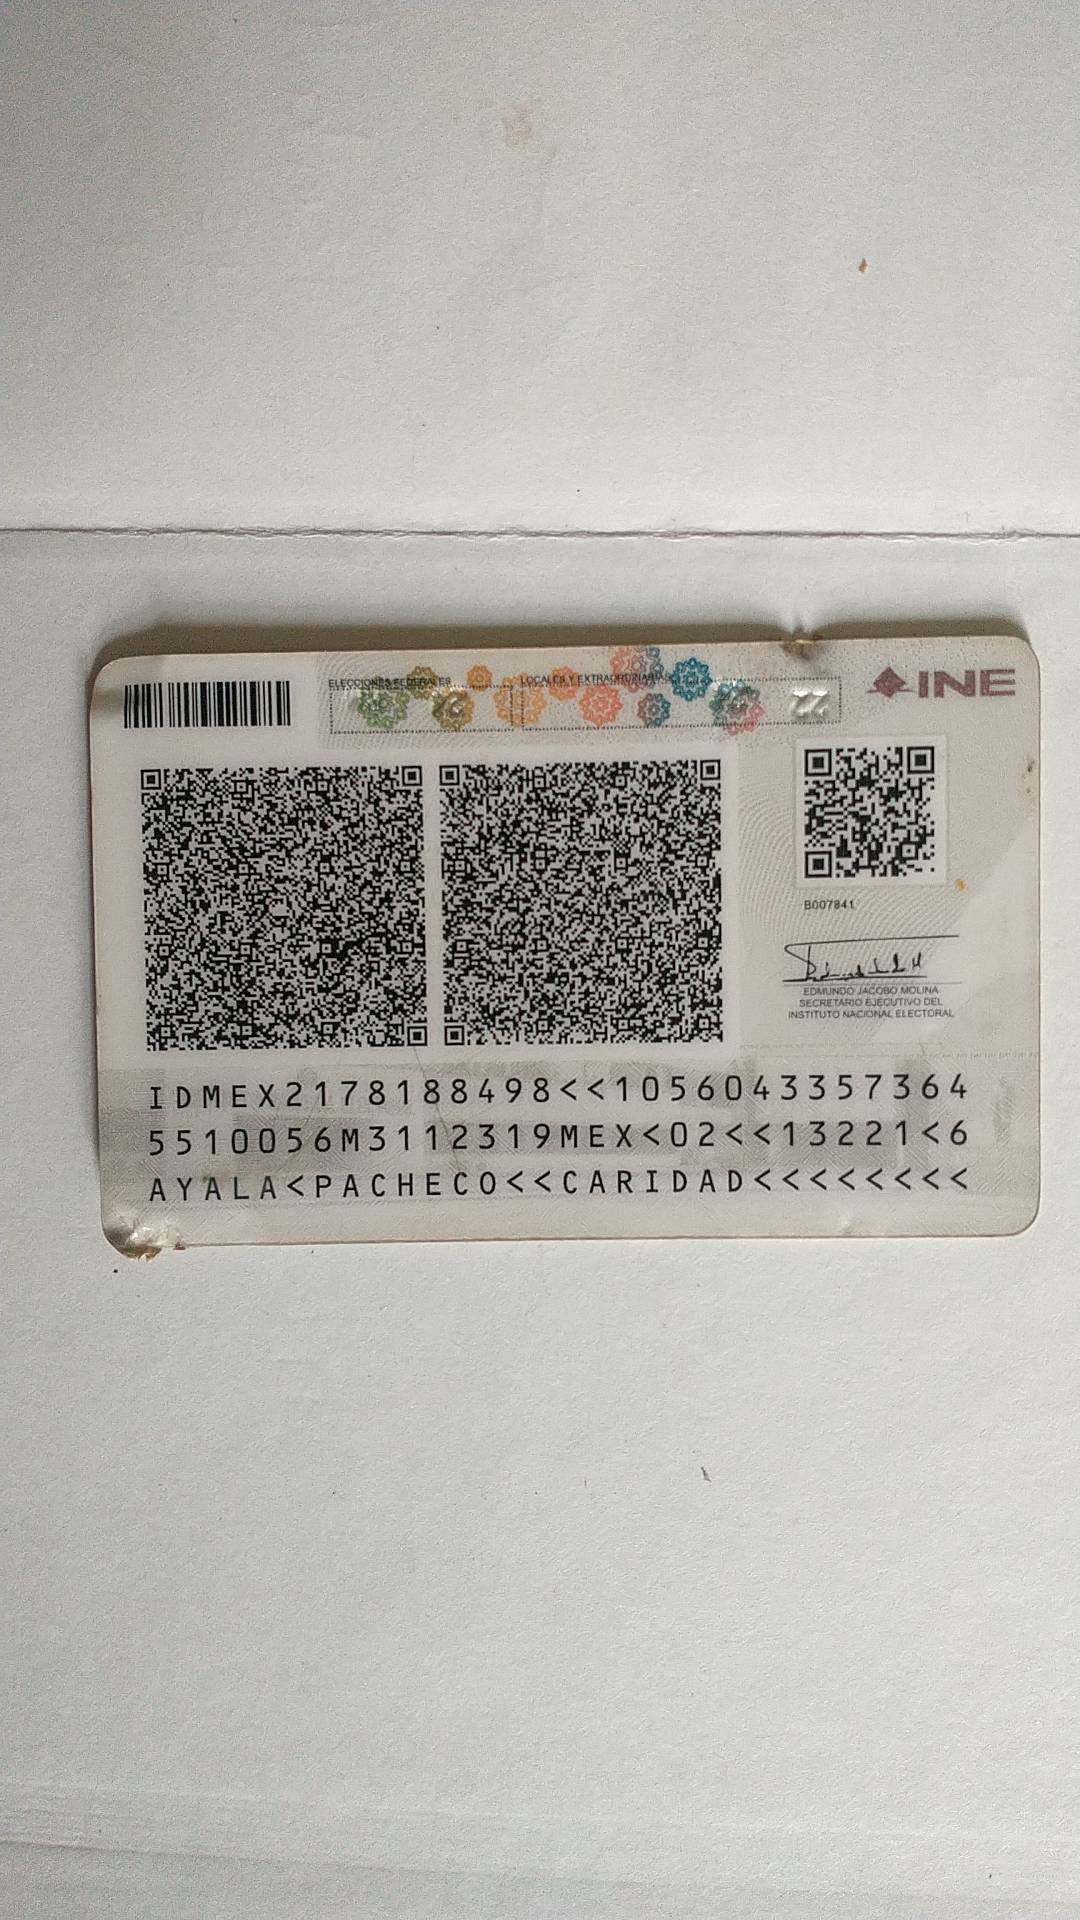 ELECCIONES FEDERALES
LOCALES Y EXTRAORDINARIAS
22
INE
B007841
EDMUNDO JACOBO MOLINA
SECRETARIO EJECUTIVO DEL
INSTITUTO NACIONAL ELECTORAL
IDMEX2178188498<<1056043357364
5510056M3112319MEX<02<<13221<6
AYALA<PACHECO<<CARIDAD<<<<<<<<